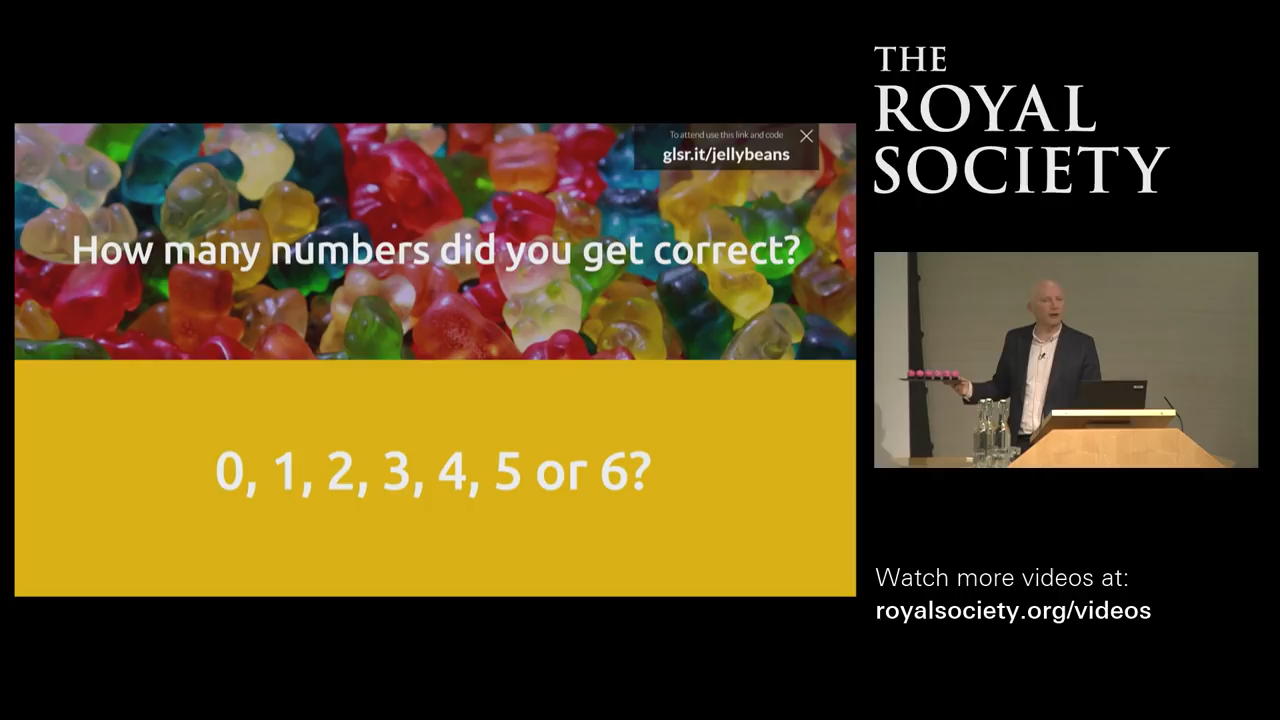 To attend use this link and code
glsr.it/jellybeans
How many numbers did you get correct?
0, 1, 2, 3, 4, 5 or 6?
THE
ROYAL
SOCIETY
Watch more videos at:
royalsociety.org/videos